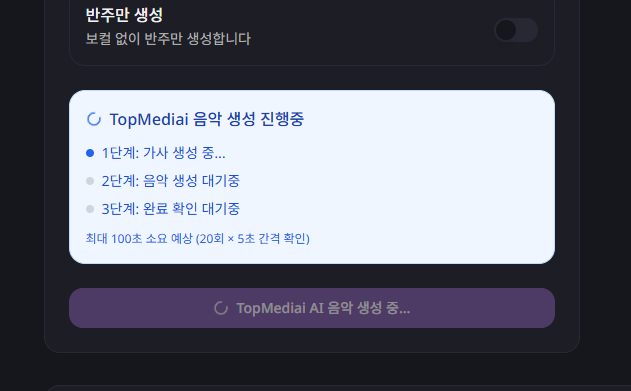 반주만 생성
보컬 없이 반주만 생성합니다
TopMediai 음악 생성 진행중
1단계: 가사 생성 중...
2단계: 음악 생성 대기중
3단계: 완료 확인 대기중
최대 100초 소요 예상 (20회 × 5초 간격 확인)
TopMediai AI 음악 생성 중...